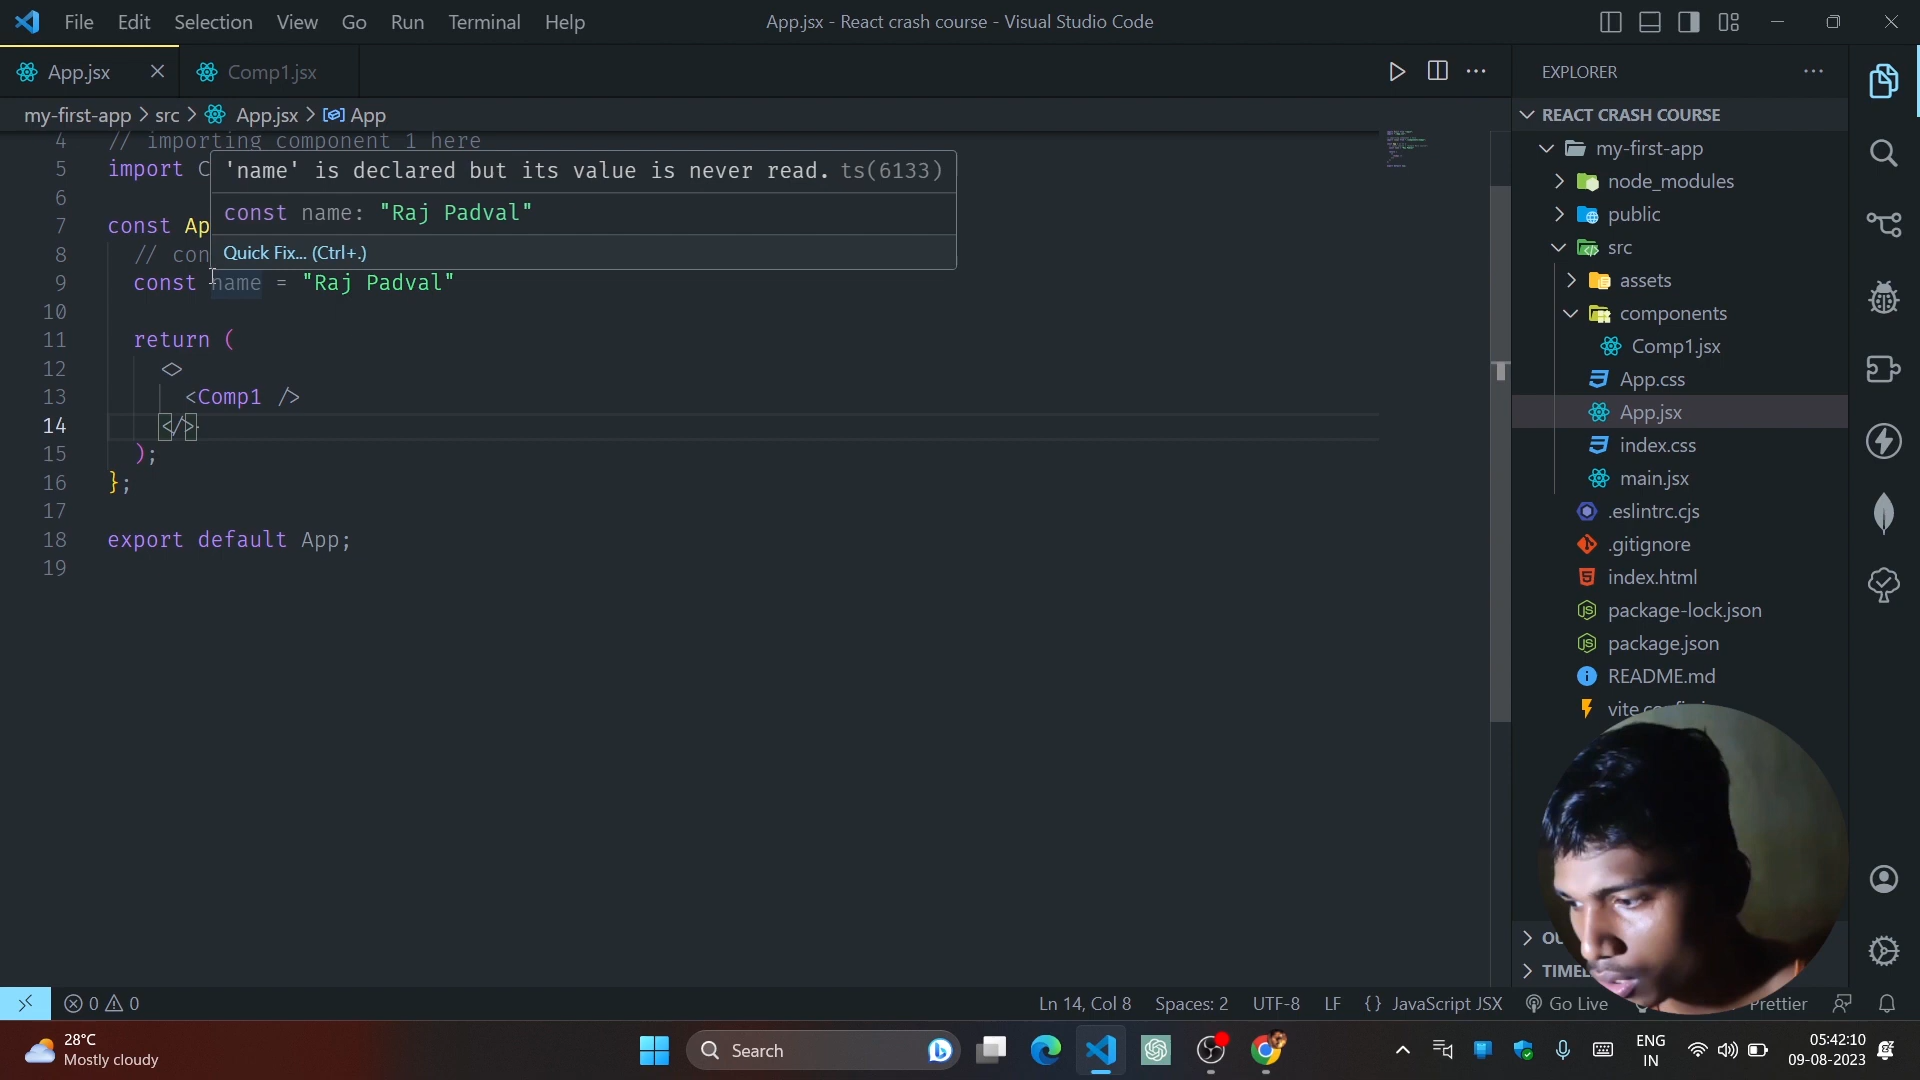 File Edit Selection View Go Run Terminal Help
App.jsx - React crash course - Visual Studio Code
App.jsx
Comp1.jsx
my-first-app > src > App.jsx > App
4 // importing component 1 here
5 import C
6
7 const Ap
8 // con
9 const name = "Raj Padval"
10
11 return (
12 <>
13 <Comp1 />
14 </>
15 );
16 };
17
18 export default App;
19
'name' is declared but its value is never read. ts(6133)
const name: "Raj Padval"
Quick Fix... (Ctrl+.)
EXPLORER
REACT CRASH COURSE
my-first-app
node_modules
public
src
assets
components
Comp1.jsx
App.css
App.jsx
index.css
main.jsx
.eslintrc.cjs
.gitignore
index.html
package-lock.json
package.json
README.md
0 0
Ln 14, Col 8 Spaces: 2 UTF-8 LF {} JavaScript JSX Go Live Prettier
28°C
Mostly cloudy
Search
ENG
IN
05:42:10
09-08-2023